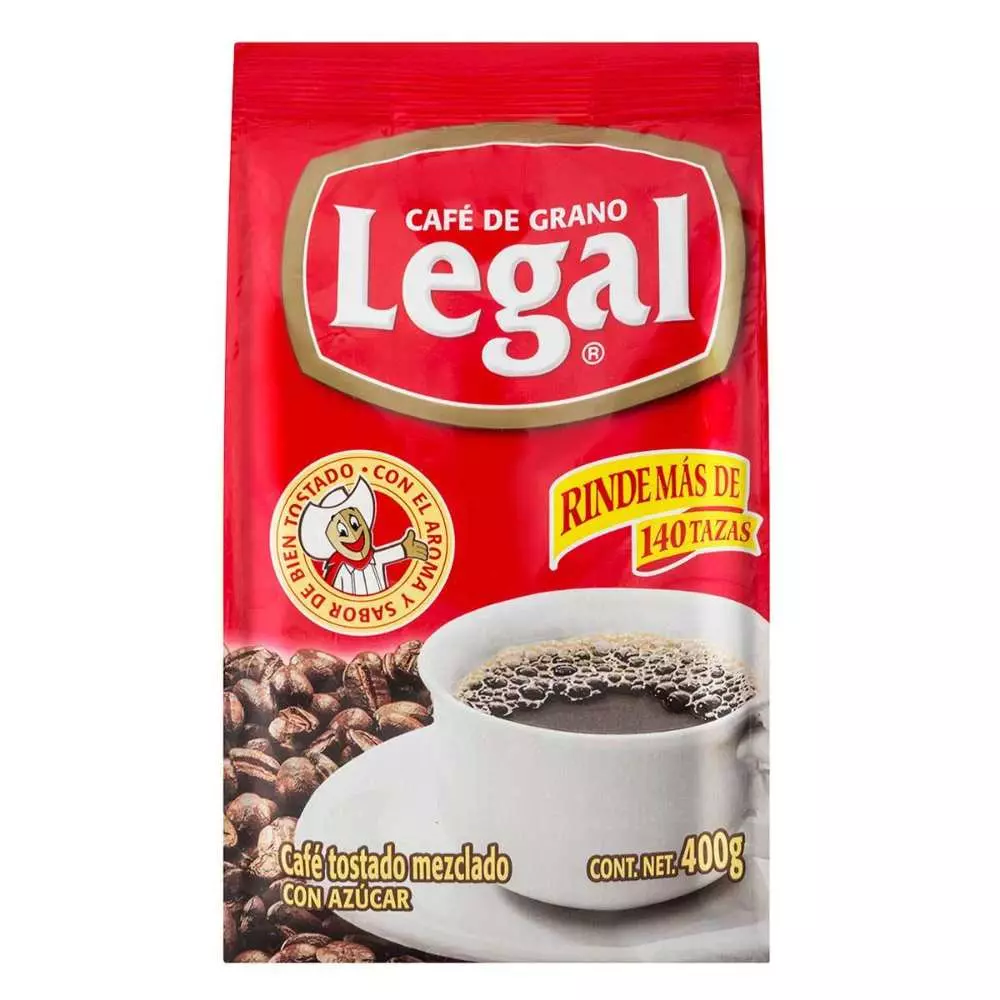 CAFÉ DE GRANO
Legal
®
BIEN TOSTADO · CON EL AROMA Y SABOR DE
RINDE MÁS DE
140 TAZAS
Café tostado mezclado
CON AZÚCAR
CONT. NET. 400g